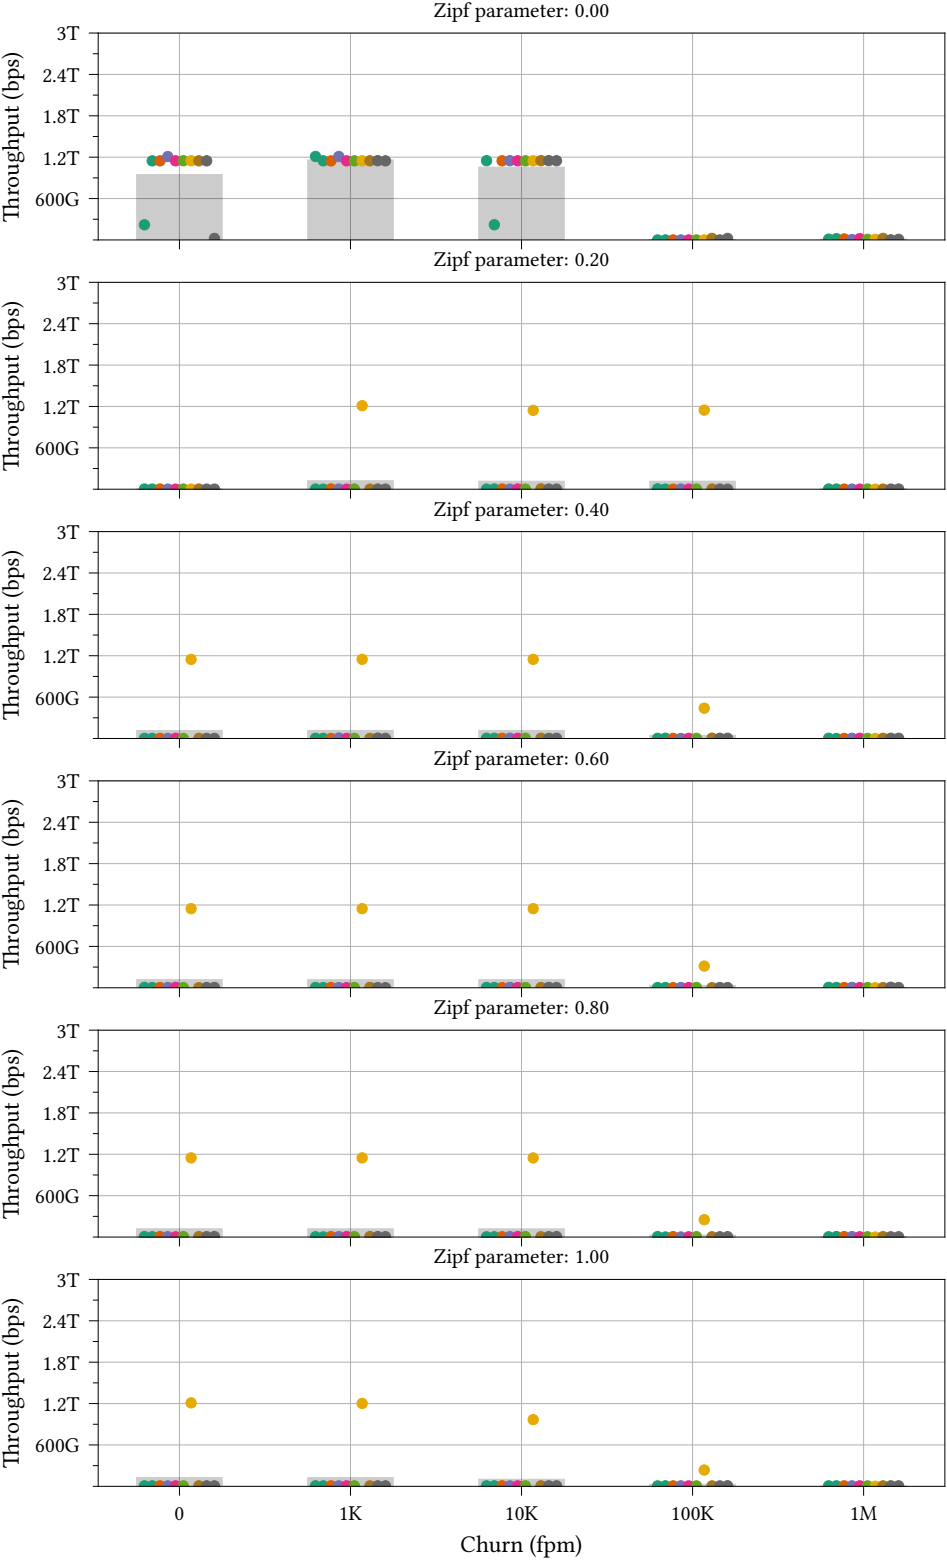 Zipf parameter: 0.00
3T
2.4T
1.8T
1.2T
600G
Throughput (bps)
Zipf parameter: 0.20
3T
2.4T
1.8T
1.2T
600G
Throughput (bps)
Zipf parameter: 0.40
3T
2.4T
1.8T
1.2T
600G
Throughput (bps)
Zipf parameter: 0.60
3T
2.4T
1.8T
1.2T
600G
Throughput (bps)
Zipf parameter: 0.80
3T
2.4T
1.8T
1.2T
600G
Throughput (bps)
Zipf parameter: 1.00
3T
2.4T
1.8T
1.2T
600G
Throughput (bps)
0 1K 10K 100K 1M
Churn (fpm)